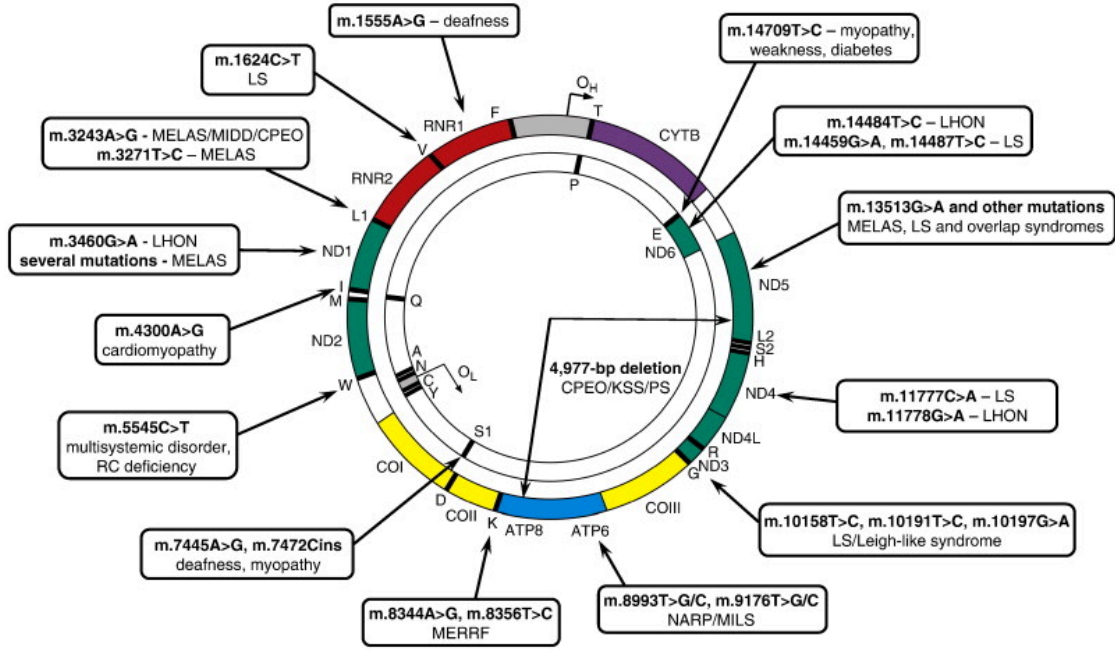 m.1555A>G – deafness
m.14709T>C – myopathy,
weakness, diabetes
m.1624C>T
LS
O_H
F
T
RNR1
CYTB
m.14484T>C – LHON
m.14459G>A, m.14487T>C – LS
m.3243A>G - MELAS/MIDD/CPEO
m.3271T>C – MELAS
V
RNR2
P
L1
E
ND6
m.13513G>A and other mutations
MELAS, LS and overlap syndromes
m.3460G>A - LHON
several mutations - MELAS
ND1
ND5
I
M
Q
m.4300A>G
cardiomyopathy
ND2
L2
S2
H
A
N
C
Y
O_L
4,977-bp deletion
CPEO/KSS/PS
W
ND4
m.11777C>A – LS
m.11778G>A – LHON
m.5545C>T
multisystemic disorder,
RC deficiency
S1
ND4L
R
ND3
G
COI
D
COII
K
ATP8
ATP6
COIII
m.10158T>C, m.10191T>C, m.10197G>A
LS/Leigh-like syndrome
m.7445A>G, m.7472Cins
deafness, myopathy
m.8344A>G, m.8356T>C
MERRF
m.8993T>G/C, m.9176T>G/C
NARP/MILS